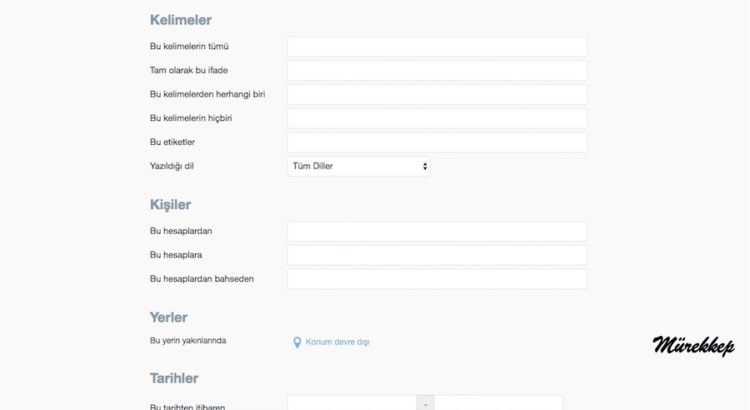 Kelimeler
Bu kelimelerin tümü
Tam olarak bu ifade
Bu kelimelerden herhangi biri
Bu kelimelerin hiçbiri
Bu etiketler
Yazıldığı dil Tüm Diller
Kişiler
Bu hesaplardan
Bu hesaplara
Bu hesaplardan bahseden
Yerler
Bu yerin yakınlarında Konum devre dışı
Mürekkep
Tarihler
Bu tarihten itibaren -